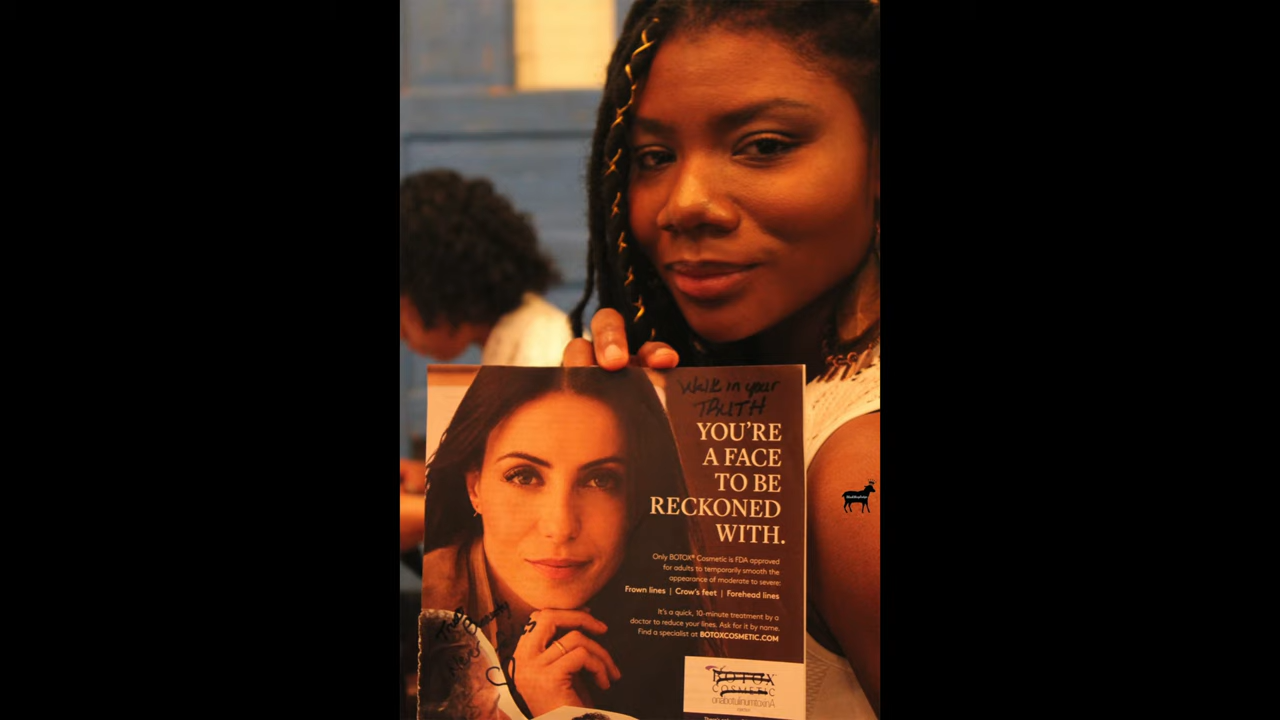 Walk in your
TRUTH
YOU'RE
A FACE
TO BE
RECKONED
WITH.
Only BOTOX® Cosmetic is FDA approved
for adults to temporarily smooth the
appearance of moderate to severe:
Frown lines | Crow's feet | Forehead lines
It's a quick, 10-minute treatment by a
doctor to reduce your lines. Ask for it by name.
Find a specialist at BOTOXCOSMETIC.COM
BOTOX
COSMETIC
onabotulinumtoxinA